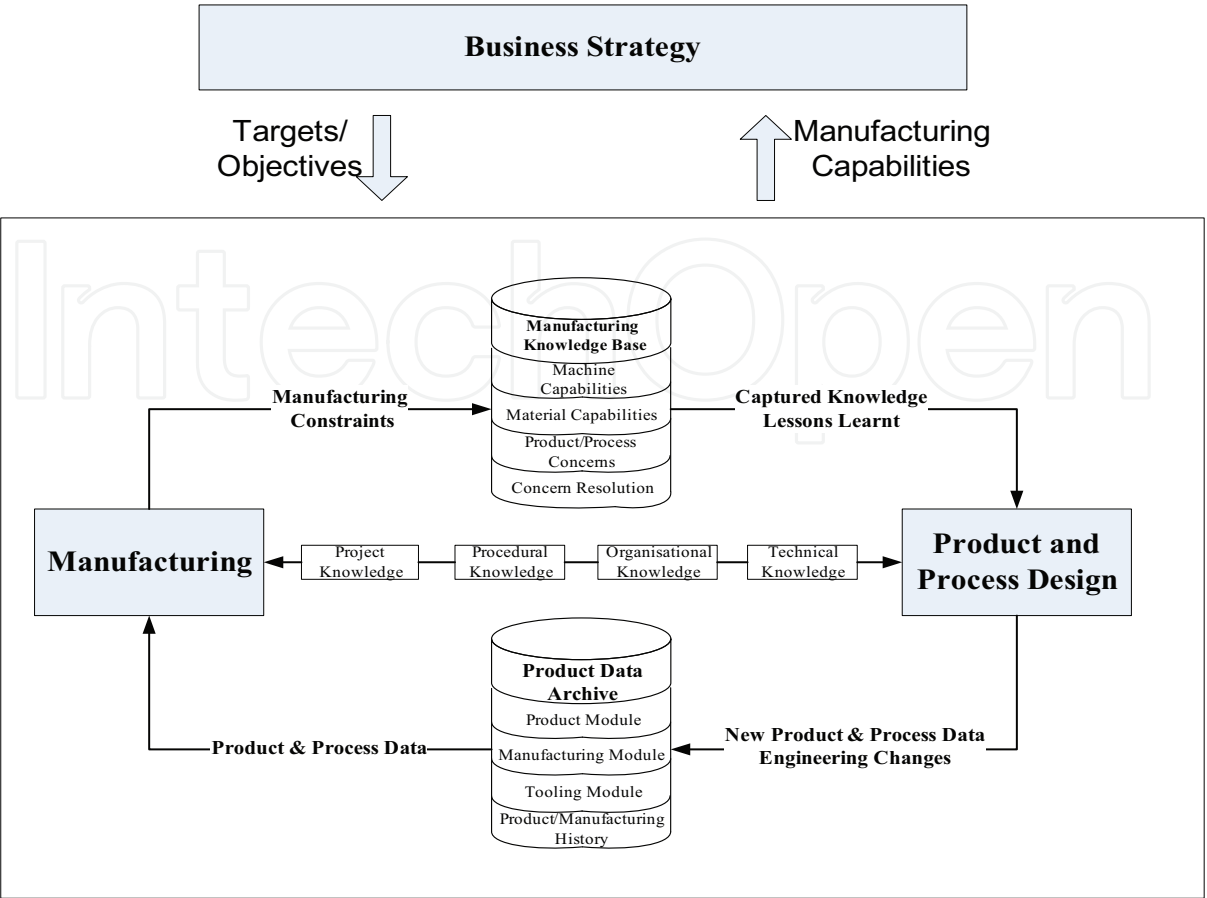 Business Strategy
Targets/
Objectives
Manufacturing
Capabilities
IntechOpen
Manufacturing
Knowledge Base
Machine
Capabilities
Material Capabilities
Product/Process
Concerns
Concern Resolution
Manufacturing
Constraints
Captured Knowledge
Lessons Learnt
Manufacturing
Project
Knowledge
Procedural
Knowledge
Organisational
Knowledge
Technical
Knowledge
Product and
Process Design
Product Data
Archive
Product Module
Manufacturing Module
Tooling Module
Product/Manufacturing
History
Product & Process Data
New Product & Process Data
Engineering Changes